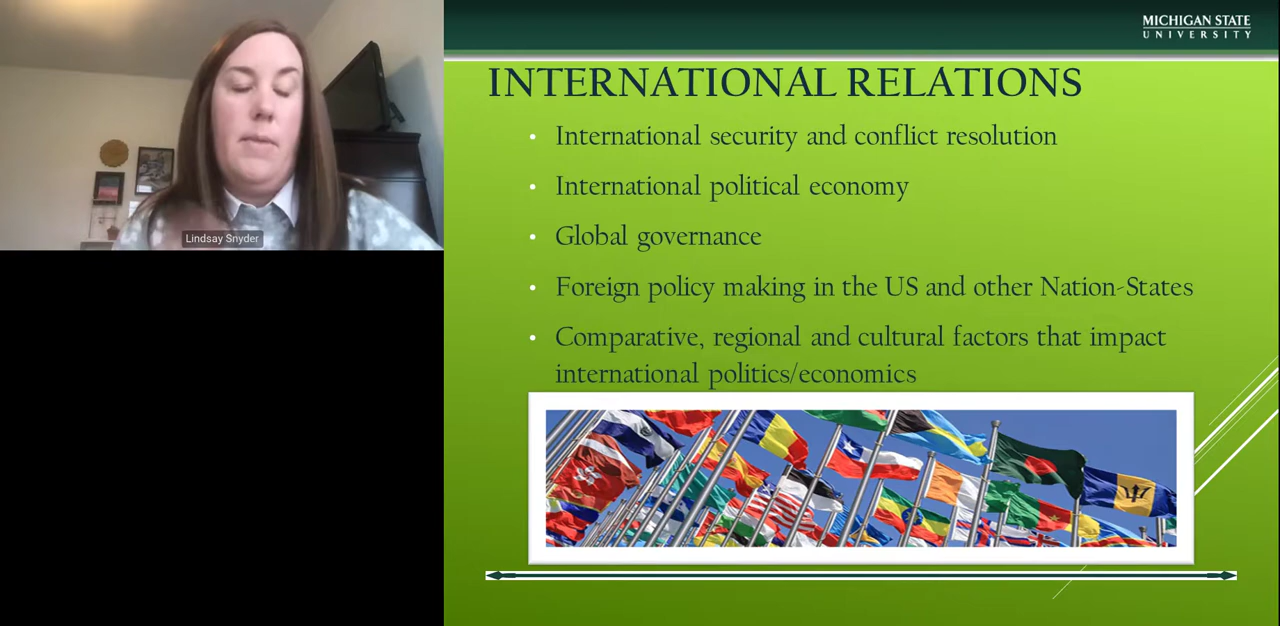 MICHIGAN STATE
UNIVERSITY
INTERNATIONAL RELATIONS
• International security and conflict resolution
• International political economy
• Global governance
• Foreign policy making in the US and other Nation-States
• Comparative, regional and cultural factors that impact
international politics/economics
Lindsay Snyder